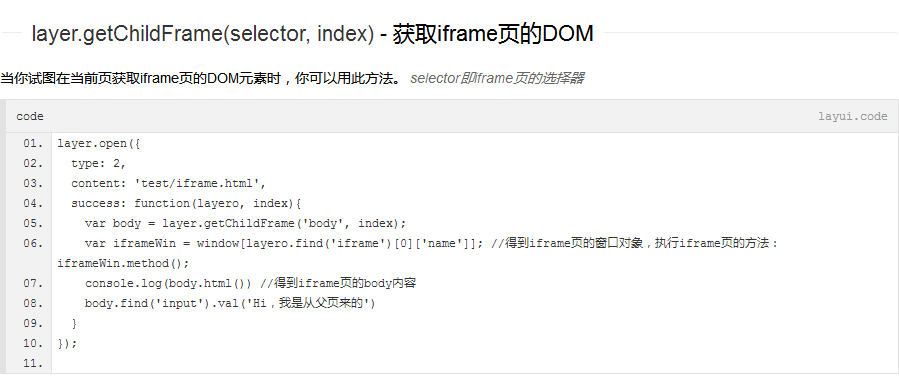 layer.getChildFrame(selector, index) - 获取iframe页的DOM
当你试图在当前页获取iframe页的DOM元素时，你可以用此方法。 selector即iframe页的选择器
code layui.code
01. layer.open({
02.   type: 2,
03.   content: 'test/iframe.html',
04.   success: function(layero, index){
05.     var body = layer.getChildFrame('body', index);
06.     var iframeWin = window[layero.find('iframe')[0]['name']]; //得到iframe页的窗口对象，执行iframe页的方法：
iframeWin.method();
07.     console.log(body.html()) //得到iframe页的body内容
08.     body.find('input').val('Hi，我是从父页来的')
09.   }
10. });
11.